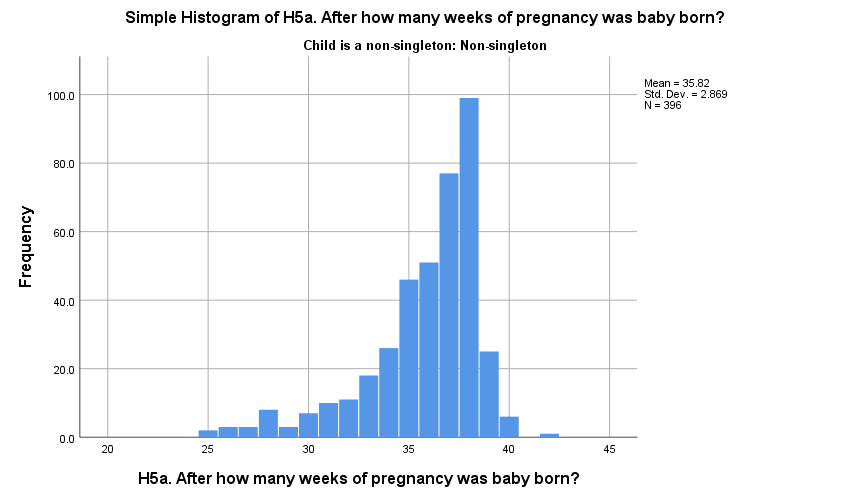 Simple Histogram of H5a. After how many weeks of pregnancy was baby born?
Child is a non-singleton: Non-singleton
Mean = 35.82
Std. Dev. = 2.869
N = 396
Frequency
100.0
80.0
60.0
40.0
20.0
0.0
20 25 30 35 40 45
H5a. After how many weeks of pregnancy was baby born?